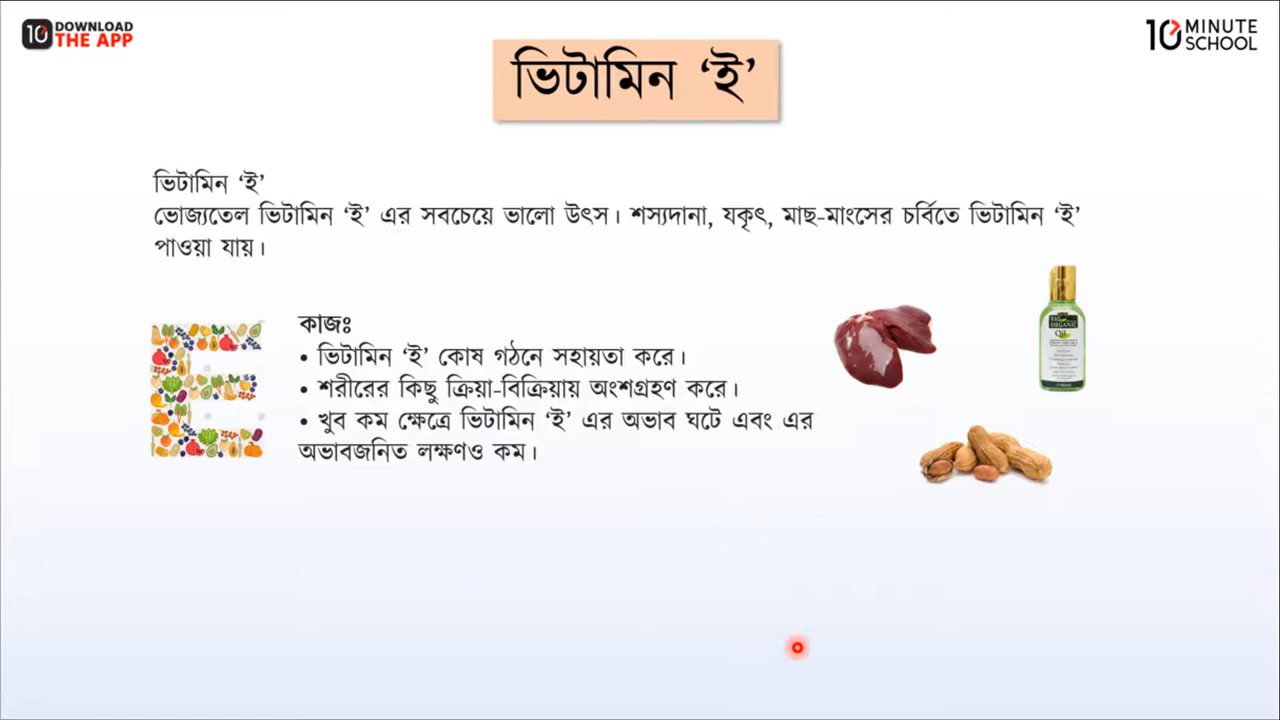 DOWNLOAD
THE APP
10 MINUTE
SCHOOL
ভিটামিন ‘ই’
ভিটামিন ‘ই’
ভোজ্যতেল ভিটামিন ‘ই’ এর সবচেয়ে ভালো উৎস। শস্যদানা, যকৃৎ, মাছ-মাংসের চর্বিতে ভিটামিন ‘ই’
পাওয়া যায়।
কাজঃ
• ভিটামিন ‘ই’ কোষ গঠনে সহায়তা করে।
• শরীরের কিছু ক্রিয়া-বিক্রিয়ায় অংশগ্রহণ করে।
• খুব কম ক্ষেত্রে ভিটামিন ‘ই’ এর অভাব ঘটে এবং এর
অভাবজনিত লক্ষণও কম।
ORGANIC